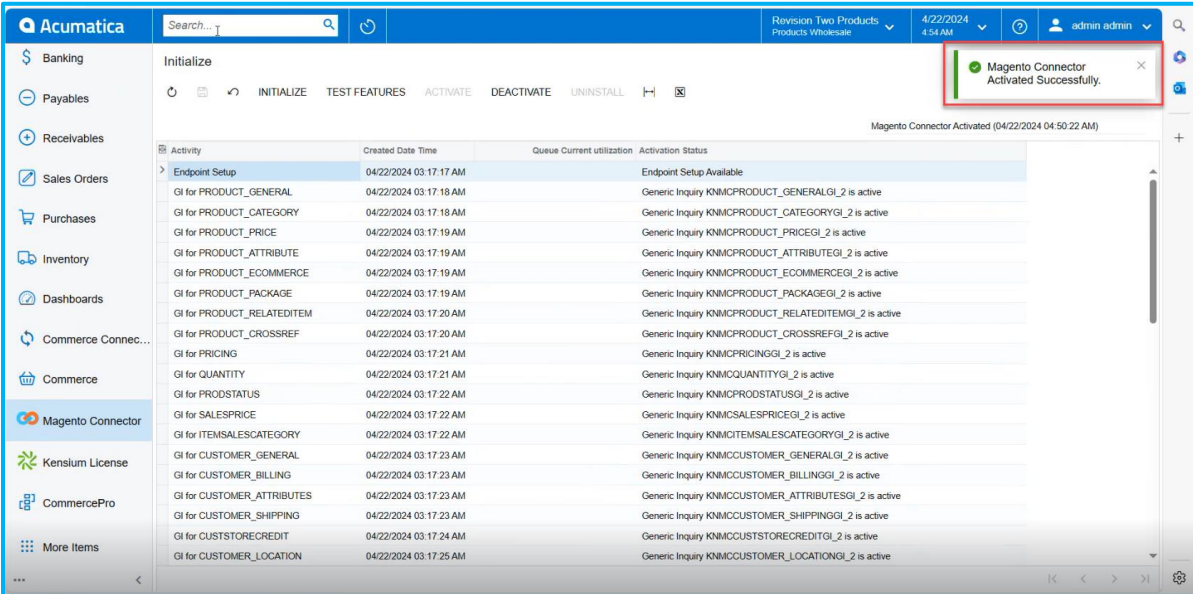 Acumatica
Search...
Revision Two Products
Products Wholesale
4/22/2024
4:54 AM
admin admin
Banking
Payables
Receivables
Sales Orders
Purchases
Inventory
Dashboards
Commerce Connec...
Commerce
Magento Connector
Kensium License
CommercePro
More Items
Initialize
Magento Connector
Activated Successfully.
INITIALIZE TEST FEATURES ACTIVATE DEACTIVATE UNINSTALL
Magento Connector Activated (04/22/2024 04:50:22 AM)
Activity Created Date Time Queue Current utilization Activation Status
Endpoint Setup 04/22/2024 03:17:17 AM Endpoint Setup Available
GI for PRODUCT_GENERAL 04/22/2024 03:17:18 AM Generic Inquiry KNMCPRODUCT_GENERALGI_2 is active
GI for PRODUCT_CATEGORY 04/22/2024 03:17:18 AM Generic Inquiry KNMCPRODUCT_CATEGORYGI_2 is active
GI for PRODUCT_PRICE 04/22/2024 03:17:19 AM Generic Inquiry KNMCPRODUCT_PRICEGI_2 is active
GI for PRODUCT_ATTRIBUTE 04/22/2024 03:17:19 AM Generic Inquiry KNMCPRODUCT_ATTRIBUTEGI_2 is active
GI for PRODUCT_ECOMMERCE 04/22/2024 03:17:19 AM Generic Inquiry KNMCPRODUCT_ECOMMERCEGI_2 is active
GI for PRODUCT_PACKAGE 04/22/2024 03:17:19 AM Generic Inquiry KNMCPRODUCT_PACKAGEGI_2 is active
GI for PRODUCT_RELATEDITEM 04/22/2024 03:17:20 AM Generic Inquiry KNMCPRODUCT_RELATEDITEMGI_2 is active
GI for PRODUCT_CROSSREF 04/22/2024 03:17:20 AM Generic Inquiry KNMCPRODUCT_CROSSREFGI_2 is active
GI for PRICING 04/22/2024 03:17:21 AM Generic Inquiry KNMCPRICINGGI_2 is active
GI for QUANTITY 04/22/2024 03:17:21 AM Generic Inquiry KNMCQUANTITYGI_2 is active
GI for PRODSTATUS 04/22/2024 03:17:22 AM Generic Inquiry KNMCPRODSTATUSGI_2 is active
GI for SALESPRICE 04/22/2024 03:17:22 AM Generic Inquiry KNMCSALESPRICEGI_2 is active
GI for ITEMSALESCATEGORY 04/22/2024 03:17:22 AM Generic Inquiry KNMCITEMSALESCATEGORYGI_2 is active
GI for CUSTOMER_GENERAL 04/22/2024 03:17:23 AM Generic Inquiry KNMCCUSTOMER_GENERALGI_2 is active
GI for CUSTOMER_BILLING 04/22/2024 03:17:23 AM Generic Inquiry KNMCCUSTOMER_BILLINGGI_2 is active
GI for CUSTOMER_ATTRIBUTES 04/22/2024 03:17:23 AM Generic Inquiry KNMCCUSTOMER_ATTRIBUTESGI_2 is active
GI for CUSTOMER_SHIPPING 04/22/2024 03:17:23 AM Generic Inquiry KNMCCUSTOMER_SHIPPINGGI_2 is active
GI for CUSTSTORECREDIT 04/22/2024 03:17:24 AM Generic Inquiry KNMCCUSTSTORECREDITGI_2 is active
GI for CUSTOMER_LOCATION 04/22/2024 03:17:25 AM Generic Inquiry KNMCCUSTOMER_LOCATIONGI_2 is active